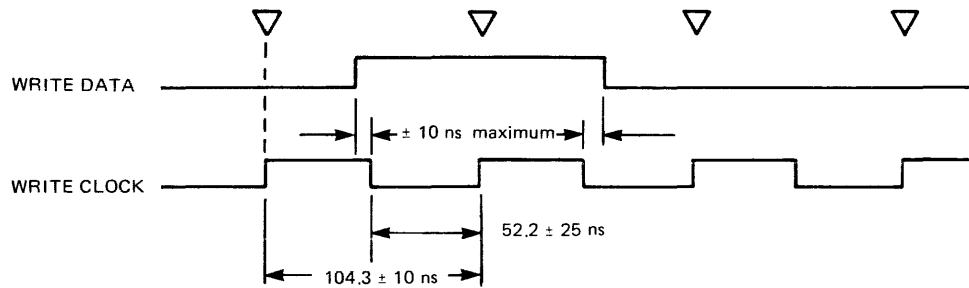 WRITE DATA
± 10 ns maximum
WRITE CLOCK
52.2 ± 25 ns
104.3 ± 10 ns